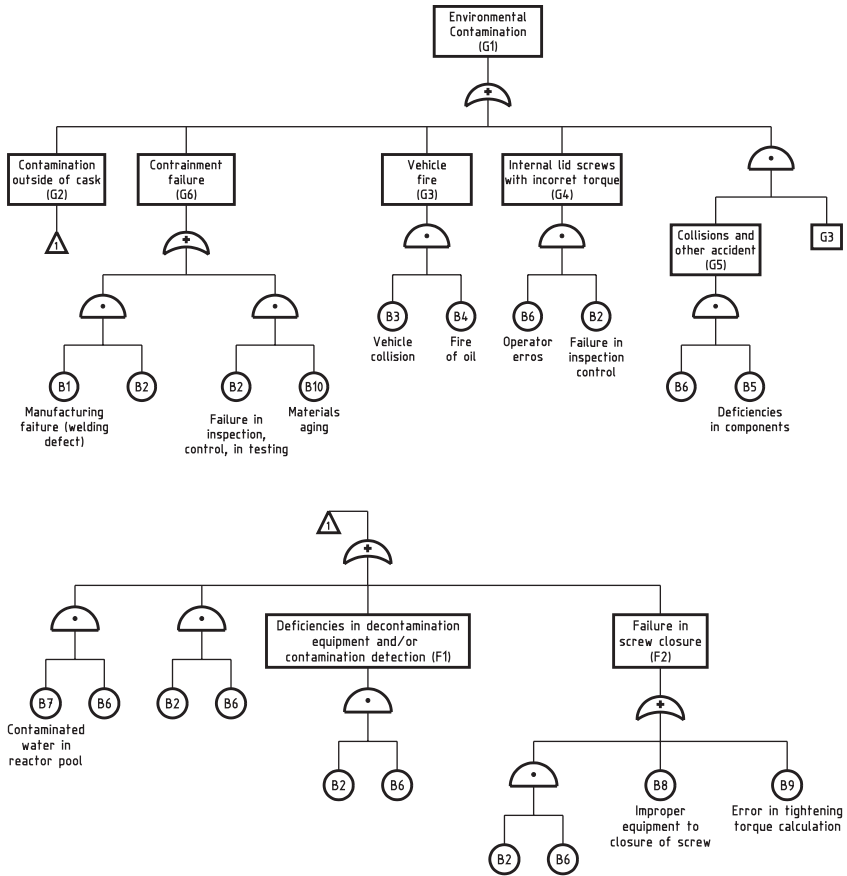 Environmental
Contamination
(G1)
+
Contamination
outside of cask
(G2)
Contrainment
failure
(G6)
Vehicle
fire
(G3)
Internal lid screws
with incorret torque
(G4)
Collisions and
other accident
(G5)
G3
1
+
B1
Manufacturing
faiture (welding
defect)
B2
B2
Failure in
inspection,
control, in testing
B10
Materials
aging
B3
Vehicle
collision
B4
Fire
of oil
B6
Operator
erros
B2
Failure in
inspection
control
B6
B5
Deficiencies
in components
1
+
Deficiencies in decontamination
equipment and/or
contamination detection (F1)
Failure in
screw closure
(F2)
B7
Contaminated
water in
reactor pool
B6
B2
B6
+
B2
B6
B8
Improper
equipment to
closure of screw
B9
Error in tightening
torque calculation
B2
B6